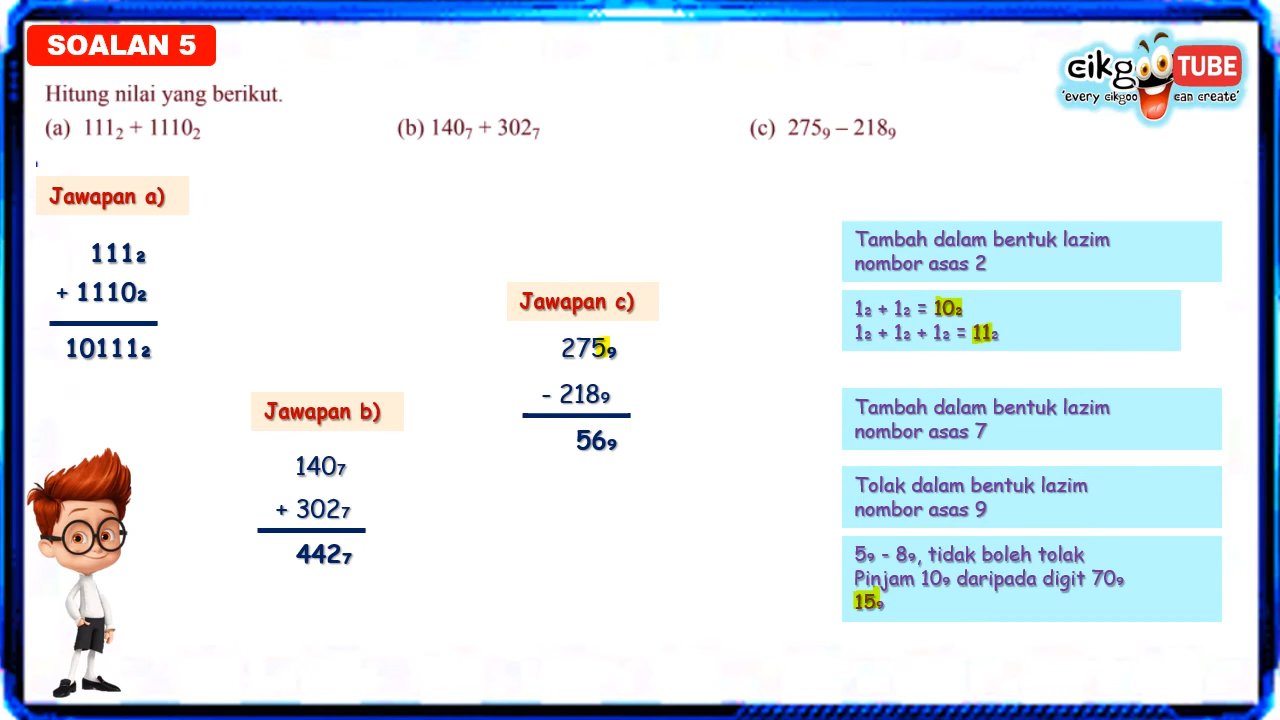 SOALAN 5
cikgoo TUBE
'every cikgoo can create'
Hitung nilai yang berikut.
(a) 111₂ + 1110₂
(b) 140₇ + 302₇
(c) 275₉ – 218₉
Jawapan a)
111₂
+ 1110₂
10111₂
Jawapan b)
140₇
+ 302₇
442₇
Jawapan c)
275₉
- 218₉
56₉
Tambah dalam bentuk lazim
nombor asas 2
1₂ + 1₂ = 10₂
1₂ + 1₂ + 1₂ = 11₂
Tambah dalam bentuk lazim
nombor asas 7
Tolak dalam bentuk lazim
nombor asas 9
5₉ - 8₉, tidak boleh tolak
Pinjam 10₉ daripada digit 70₉
15₉